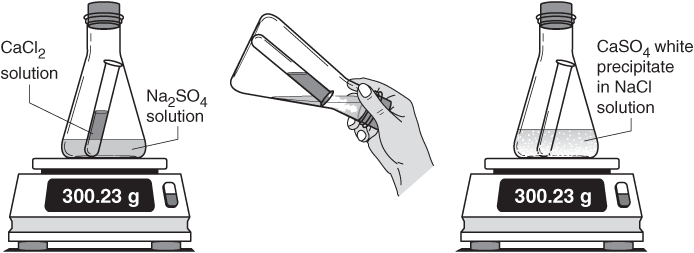 CaCl₂
solution
Na₂SO₄
solution
300.23 g
CaSO₄ white
precipitate
in NaCl
solution
300.23 g